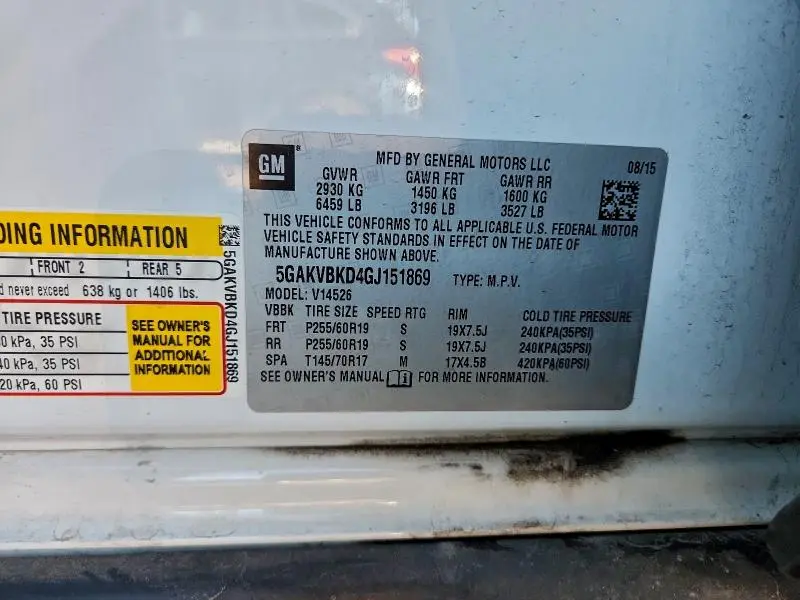 GM
MFD BY GENERAL MOTORS LLC 08/15
GVWR GAWR FRT GAWR RR
2930 KG 1450 KG 1600 KG
6459 LB 3196 LB 3527 LB
THIS VEHICLE CONFORMS TO ALL APPLICABLE U.S. FEDERAL MOTOR
VEHICLE SAFETY STANDARDS IN EFFECT ON THE DATE OF
MANUFACTURE SHOWN ABOVE.
5GAKVBKD4GJ151869 TYPE: M.P.V.
MODEL: V14526
VBBK TIRE SIZE SPEED RTG RIM COLD TIRE PRESSURE
FRT P255/60R19 S 19X7.5J 240KPA(35PSI)
RR P255/60R19 S 19X7.5J 240KPA(35PSI)
SPA T145/70R17 M 17X4.5B 420KPA(60PSI)
SEE OWNER'S MANUAL FOR MORE INFORMATION.
DING INFORMATION
FRONT 2 REAR 5
d never exceed 638 kg or 1406 lbs.
TIRE PRESSURE
0 kPa, 35 PSI
40 kPa, 35 PSI
20 kPa, 60 PSI
SEE OWNER'S
MANUAL FOR
ADDITIONAL
INFORMATION
5GAKVBKD4GJ151869